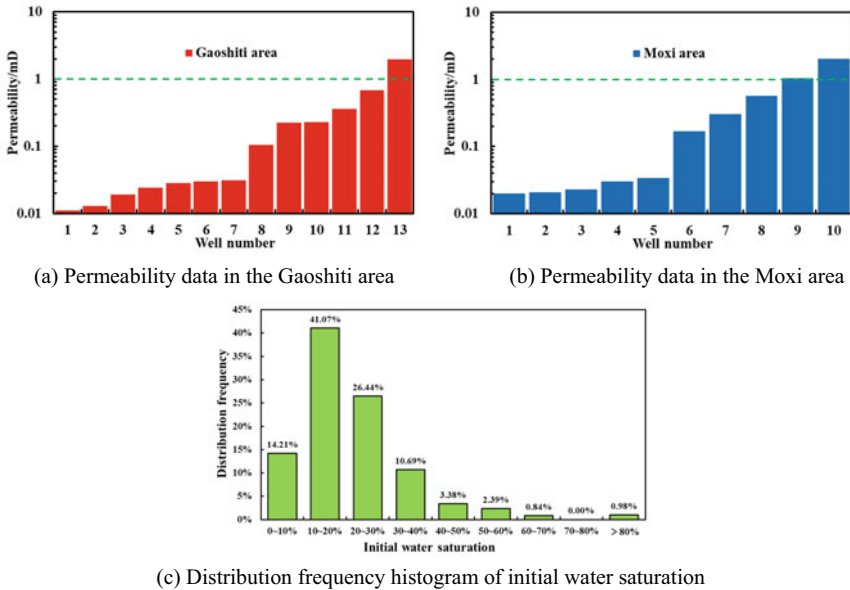 10
1
0.1
0.01
Permeability/mD
Gaoshiti area
1 2 3 4 5 6 7 8 9 10 11 12 13
Well number
(a) Permeability data in the Gaoshiti area
10
1
0.1
0.01
Permeability/mD
Moxi area
1 2 3 4 5 6 7 8 9 10
Well number
(b) Permeability data in the Moxi area
45%
40%
35%
30%
25%
20%
15%
10%
5%
0%
Distribution frequency
14.21%
41.07%
26.44%
10.69%
3.38%
2.39%
0.84%
0.00%
0.98%
0~10% 10~20% 20~30% 30~40% 40~50% 50~60% 60~70% 70~80% >80%
Initial water saturation
(c) Distribution frequency histogram of initial water saturation